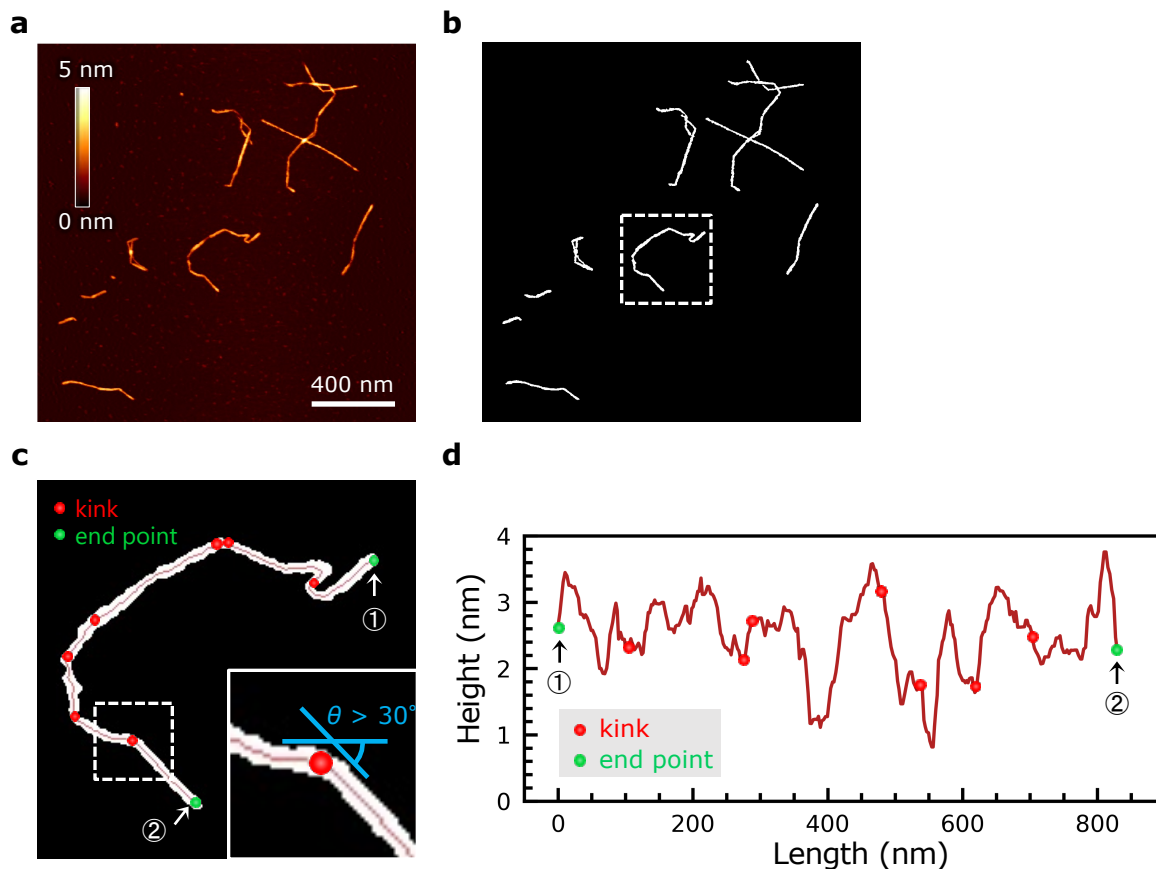 a
5 nm
0 nm
400 nm
b
c
kink
end point
①
②
θ > 30°
d
Height (nm)
4
3
2
1
0
①
②
kink
end point
0 200 400 600 800
Length (nm)